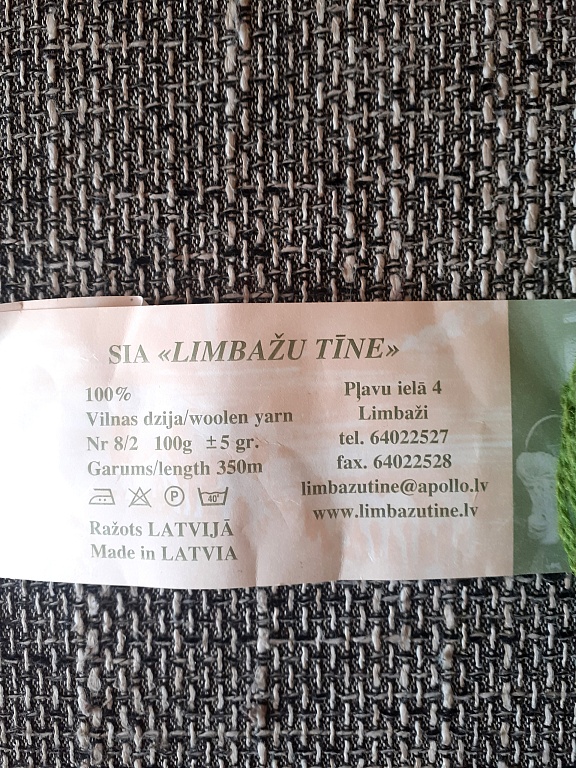 SIA «LIMBAŽU TĪNE»
100%
Vilnas dzija/woolen yarn
Nr 8/2 100g ±5 gr.
Garums/length 350m
P 40°
Ražots LATVIJĀ
Made in LATVIA
Pļavu ielā 4
Limbaži
tel. 64022527
fax. 64022528
limbazutine@apollo.lv
www.limbazutine.lv